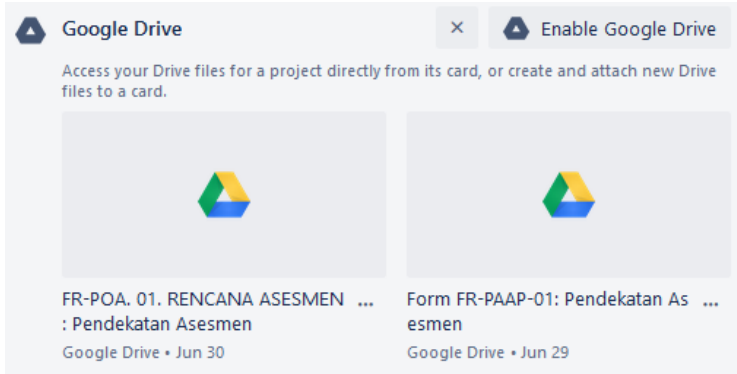 Google Drive
×
Enable Google Drive
Access your Drive files for a project directly from its card, or create and attach new Drive
files to a card.
FR-POA. 01. RENCANA ASESMEN ...
: Pendekatan Asesmen
Google Drive • Jun 30
Form FR-PAAP-01: Pendekatan As ...
esmen
Google Drive • Jun 29